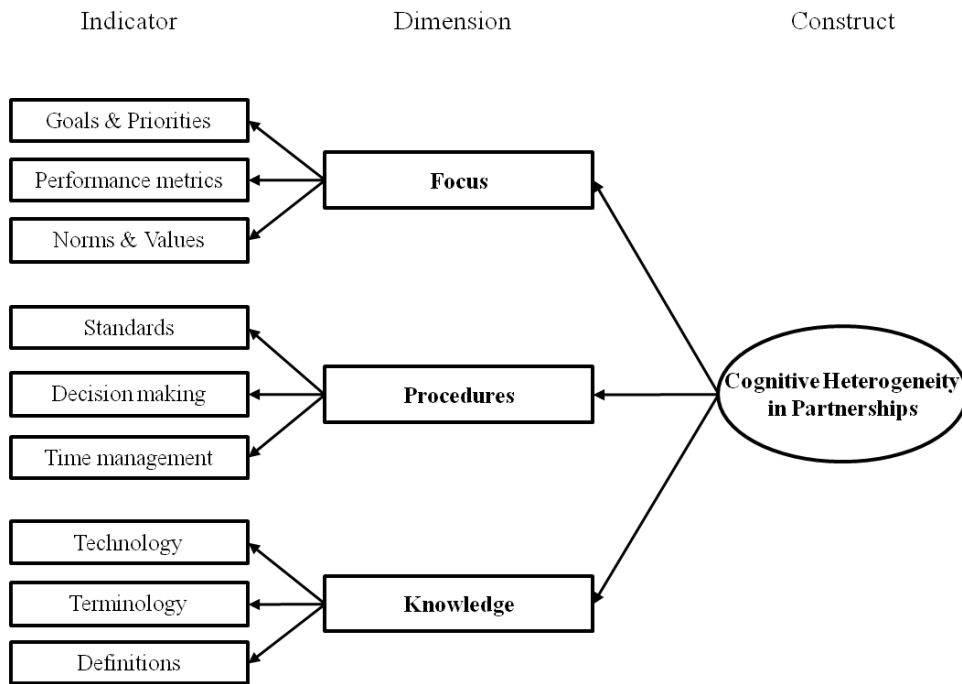 Indicator
Dimension
Construct
Goals & Priorities
Performance metrics
Norms & Values
Focus
Standards
Decision making
Time management
Procedures
Cognitive Heterogeneity
in Partnerships
Technology
Terminology
Definitions
Knowledge